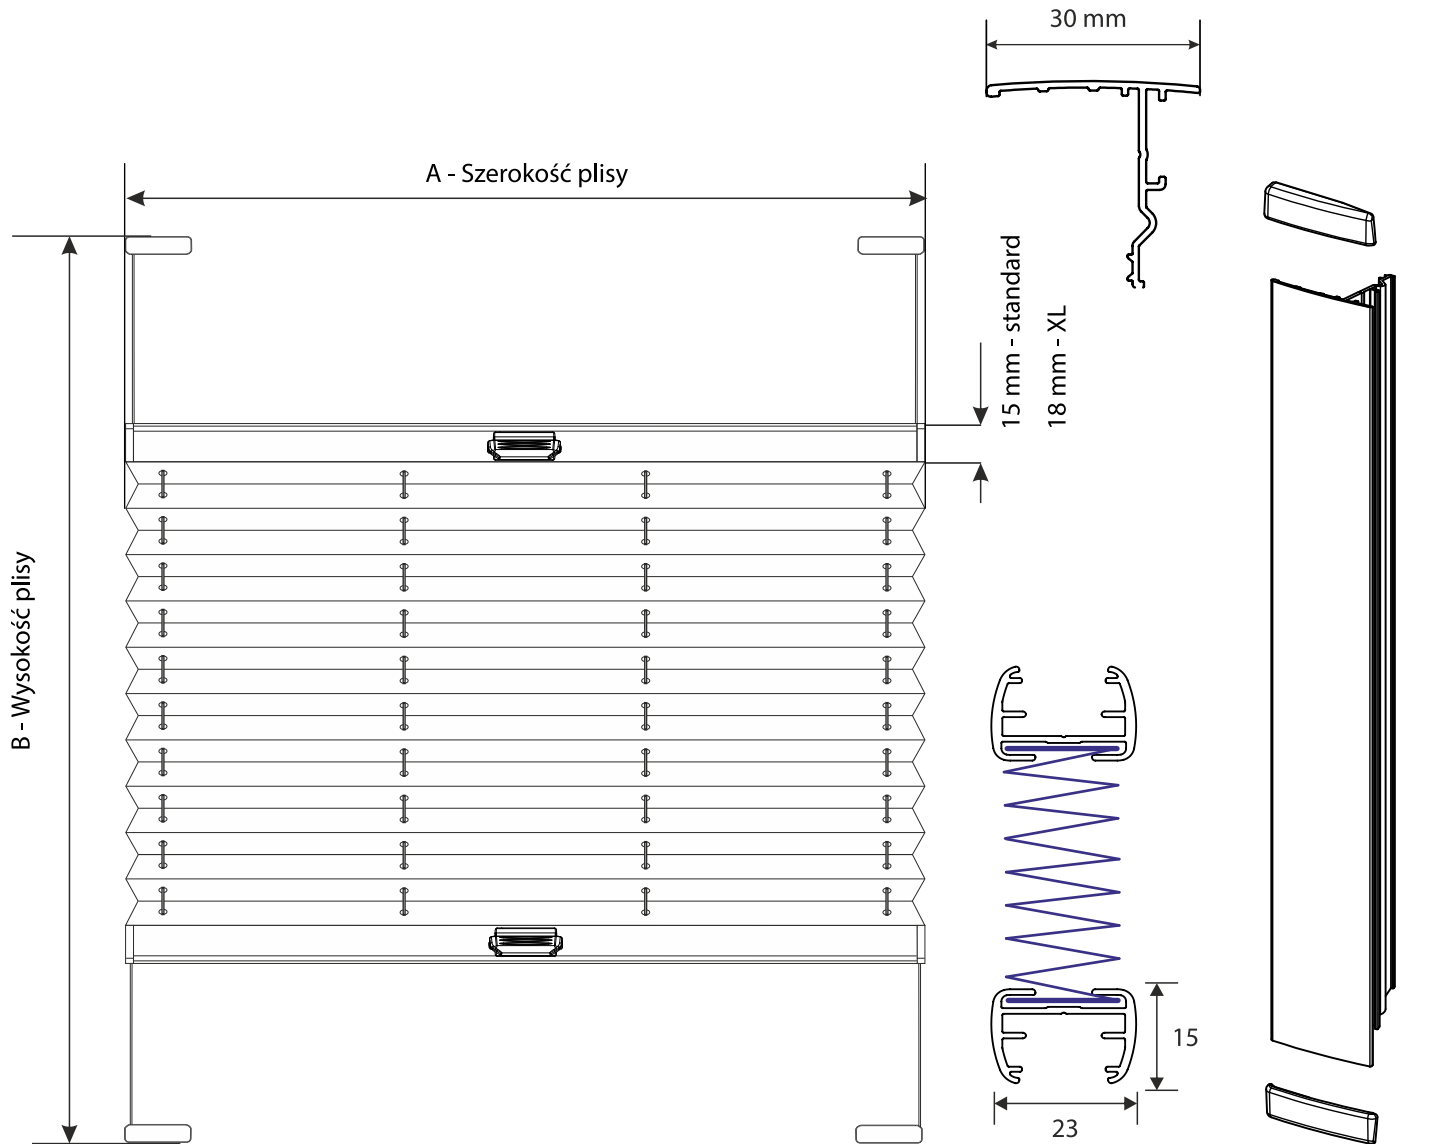 30 mm
A - Szerokość plisy
15 mm - standard
18 mm - XL
B - Wysokość plisy
15
23